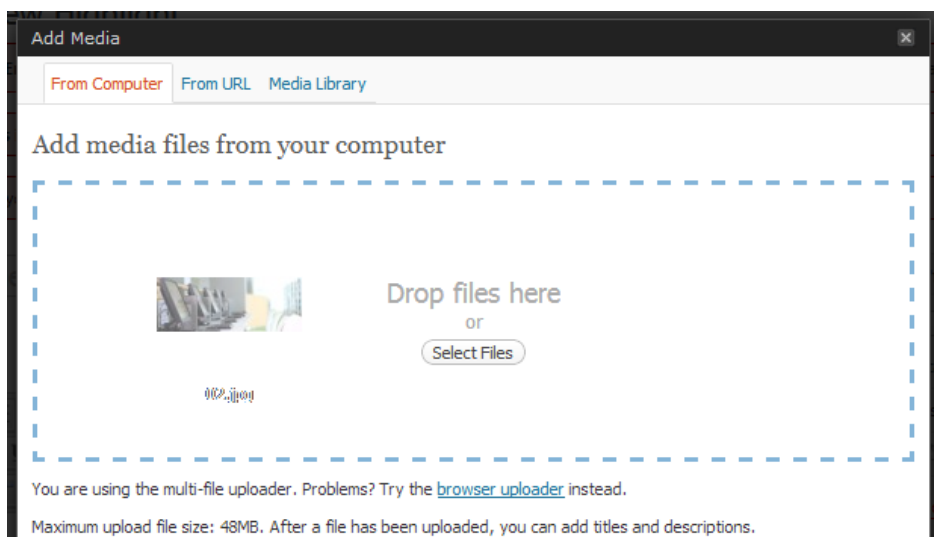 Add Media
From Computer From URL Media Library
Add media files from your computer
Drop files here
or
Select Files
You are using the multi-file uploader. Problems? Try the browser uploader instead.
Maximum upload file size: 48MB. After a file has been uploaded, you can add titles and descriptions.